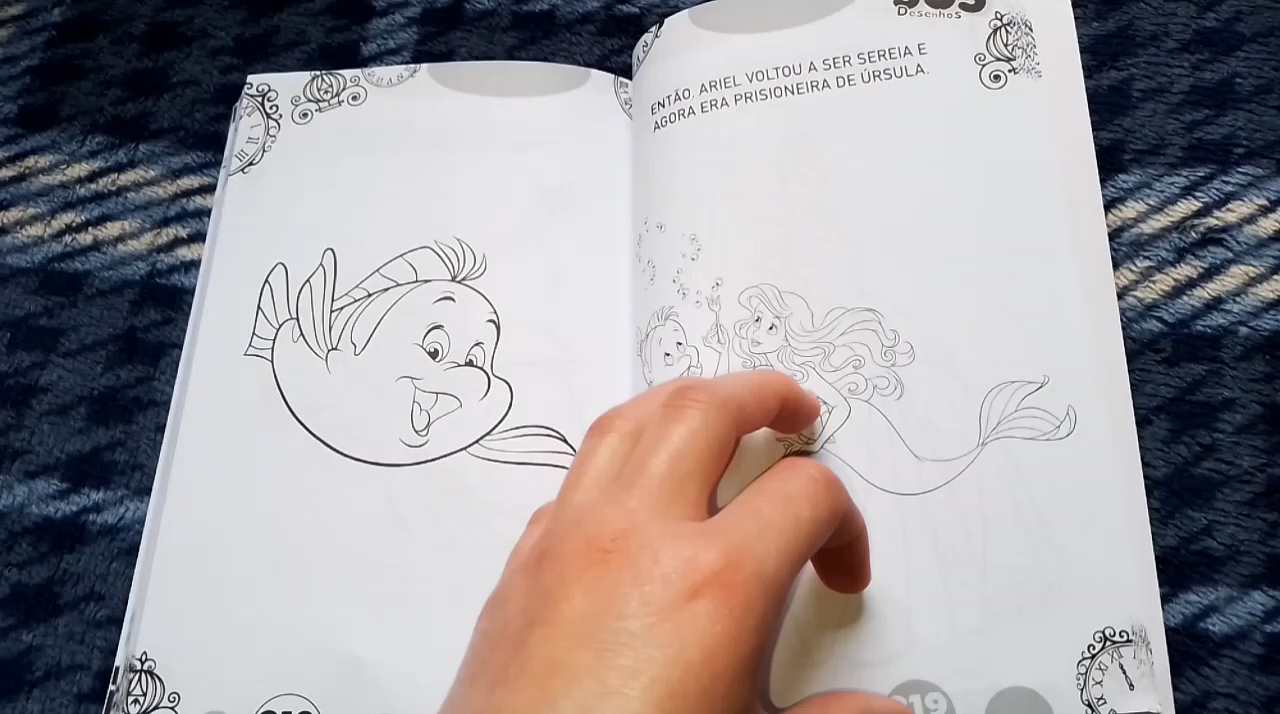 Desenhos
ENTÃO, ARIEL VOLTOU A SER SEREIA E
AGORA ERA PRISIONEIRA DE ÚRSULA.
219